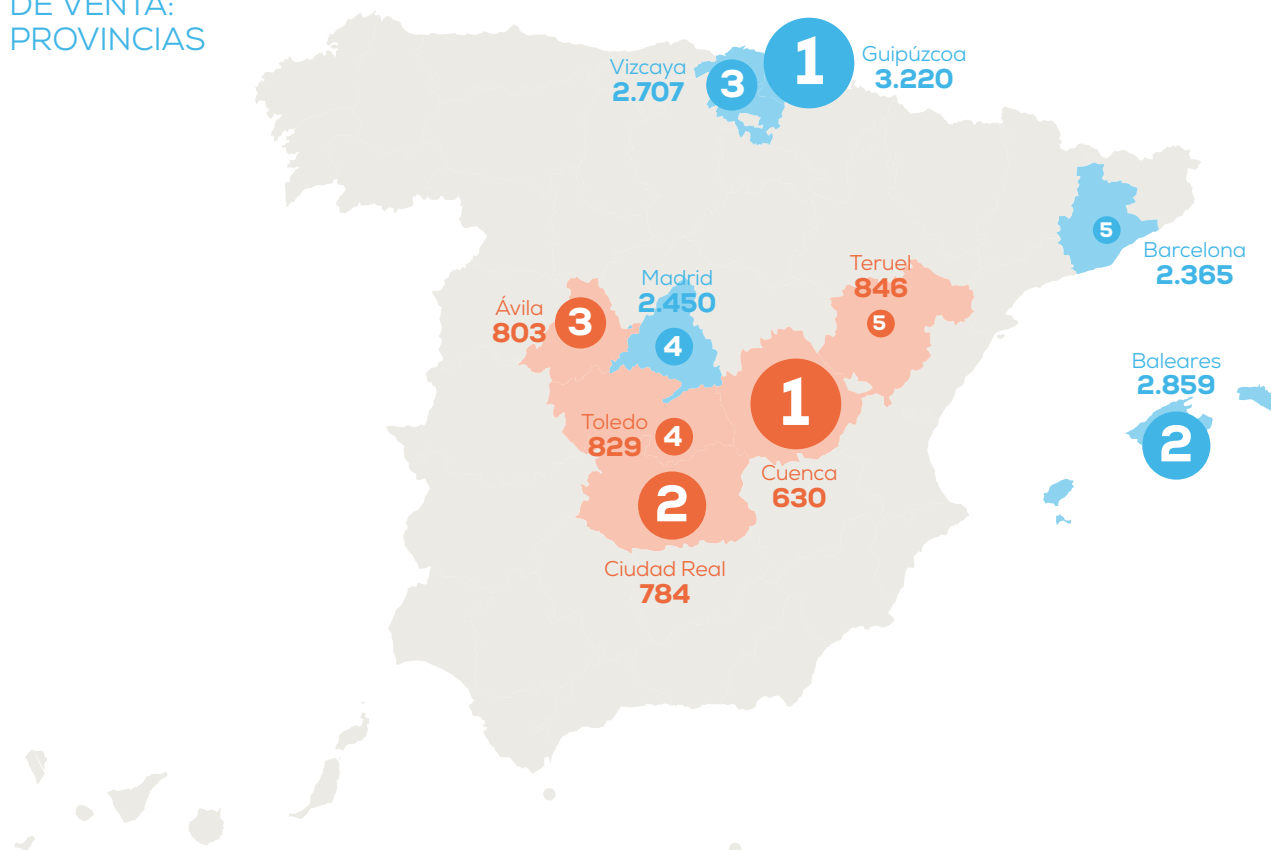 DE VENTA:
PROVINCIAS
Vizcaya
2.707
3
1
Guipúzcoa
3.220
5
Barcelona
2.365
Teruel
846
5
Madrid
2.450
4
Ávila
803
3
Baleares
2.859
2
1
Cuenca
630
Toledo
829
4
2
Ciudad Real
784